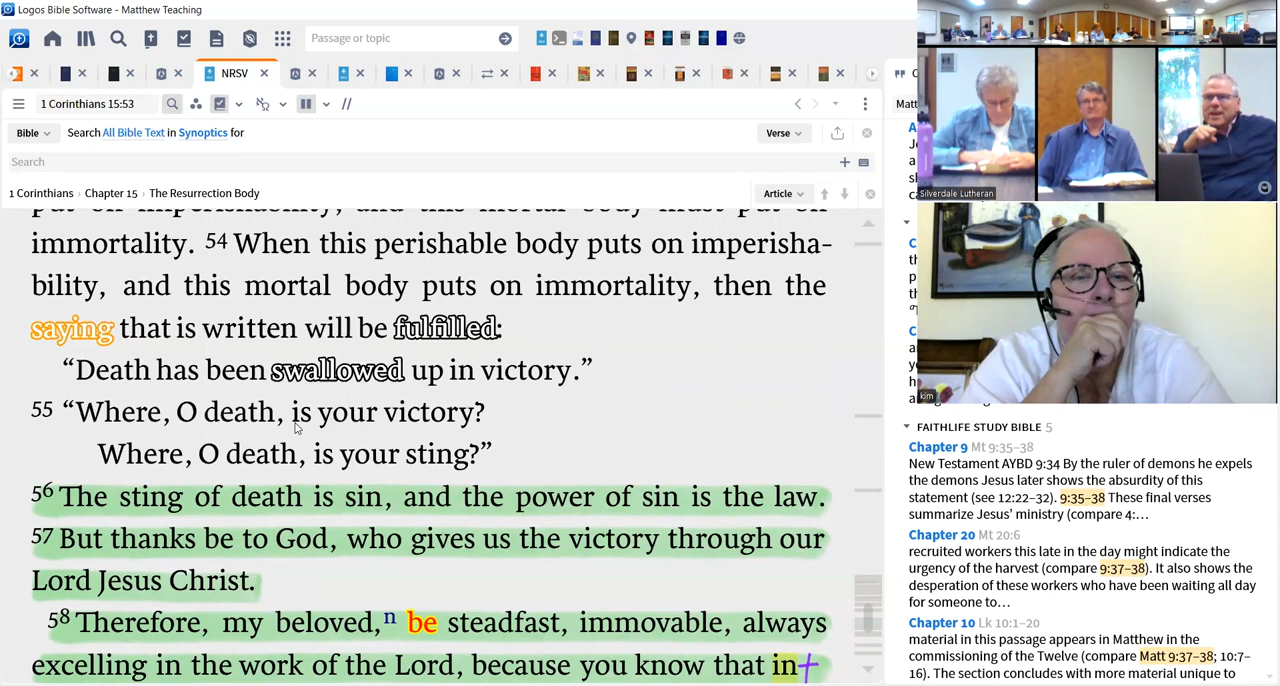 Logos Bible Software - Matthew Teaching
Passage or topic
NRSV
1 Corinthians 15:53
Bible
Search All Bible Text in Synoptics for
Verse
Search
1 Corinthians › Chapter 15 › The Resurrection Body
Article
put on imperishability, and this mortal body must put on
immortality. 54 When this perishable body puts on imperisha-
bility, and this mortal body puts on immortality, then the
saying that is written will be fulfilled:
“Death has been swallowed up in victory.”
55 “Where, O death, is your victory?
Where, O death, is your sting?”
56 The sting of death is sin, and the power of sin is the law.
57 But thanks be to God, who gives us the victory through our
Lord Jesus Christ.
58 Therefore, my beloved,n be steadfast, immovable, always
excelling in the work of the Lord, because you know that in
Matt
Silverdale Lutheran
kim
FAITHLIFE STUDY BIBLE 5
Chapter 9 Mt 9:35–38
New Testament AYBD 9:34 By the ruler of demons he expels
the demons Jesus later shows the absurdity of this
statement (see 12:22–32). 9:35–38 These final verses
summarize Jesus’ ministry (compare 4:…
Chapter 20 Mt 20:6
recruited workers this late in the day might indicate the
urgency of the harvest (compare 9:37–38). It also shows the
desperation of these workers who have been waiting all day
for someone to…
Chapter 10 Lk 10:1–20
material in this passage appears in Matthew in the
commissioning of the Twelve (compare Matt 9:37–38; 10:7–
16). The section concludes with more material unique to